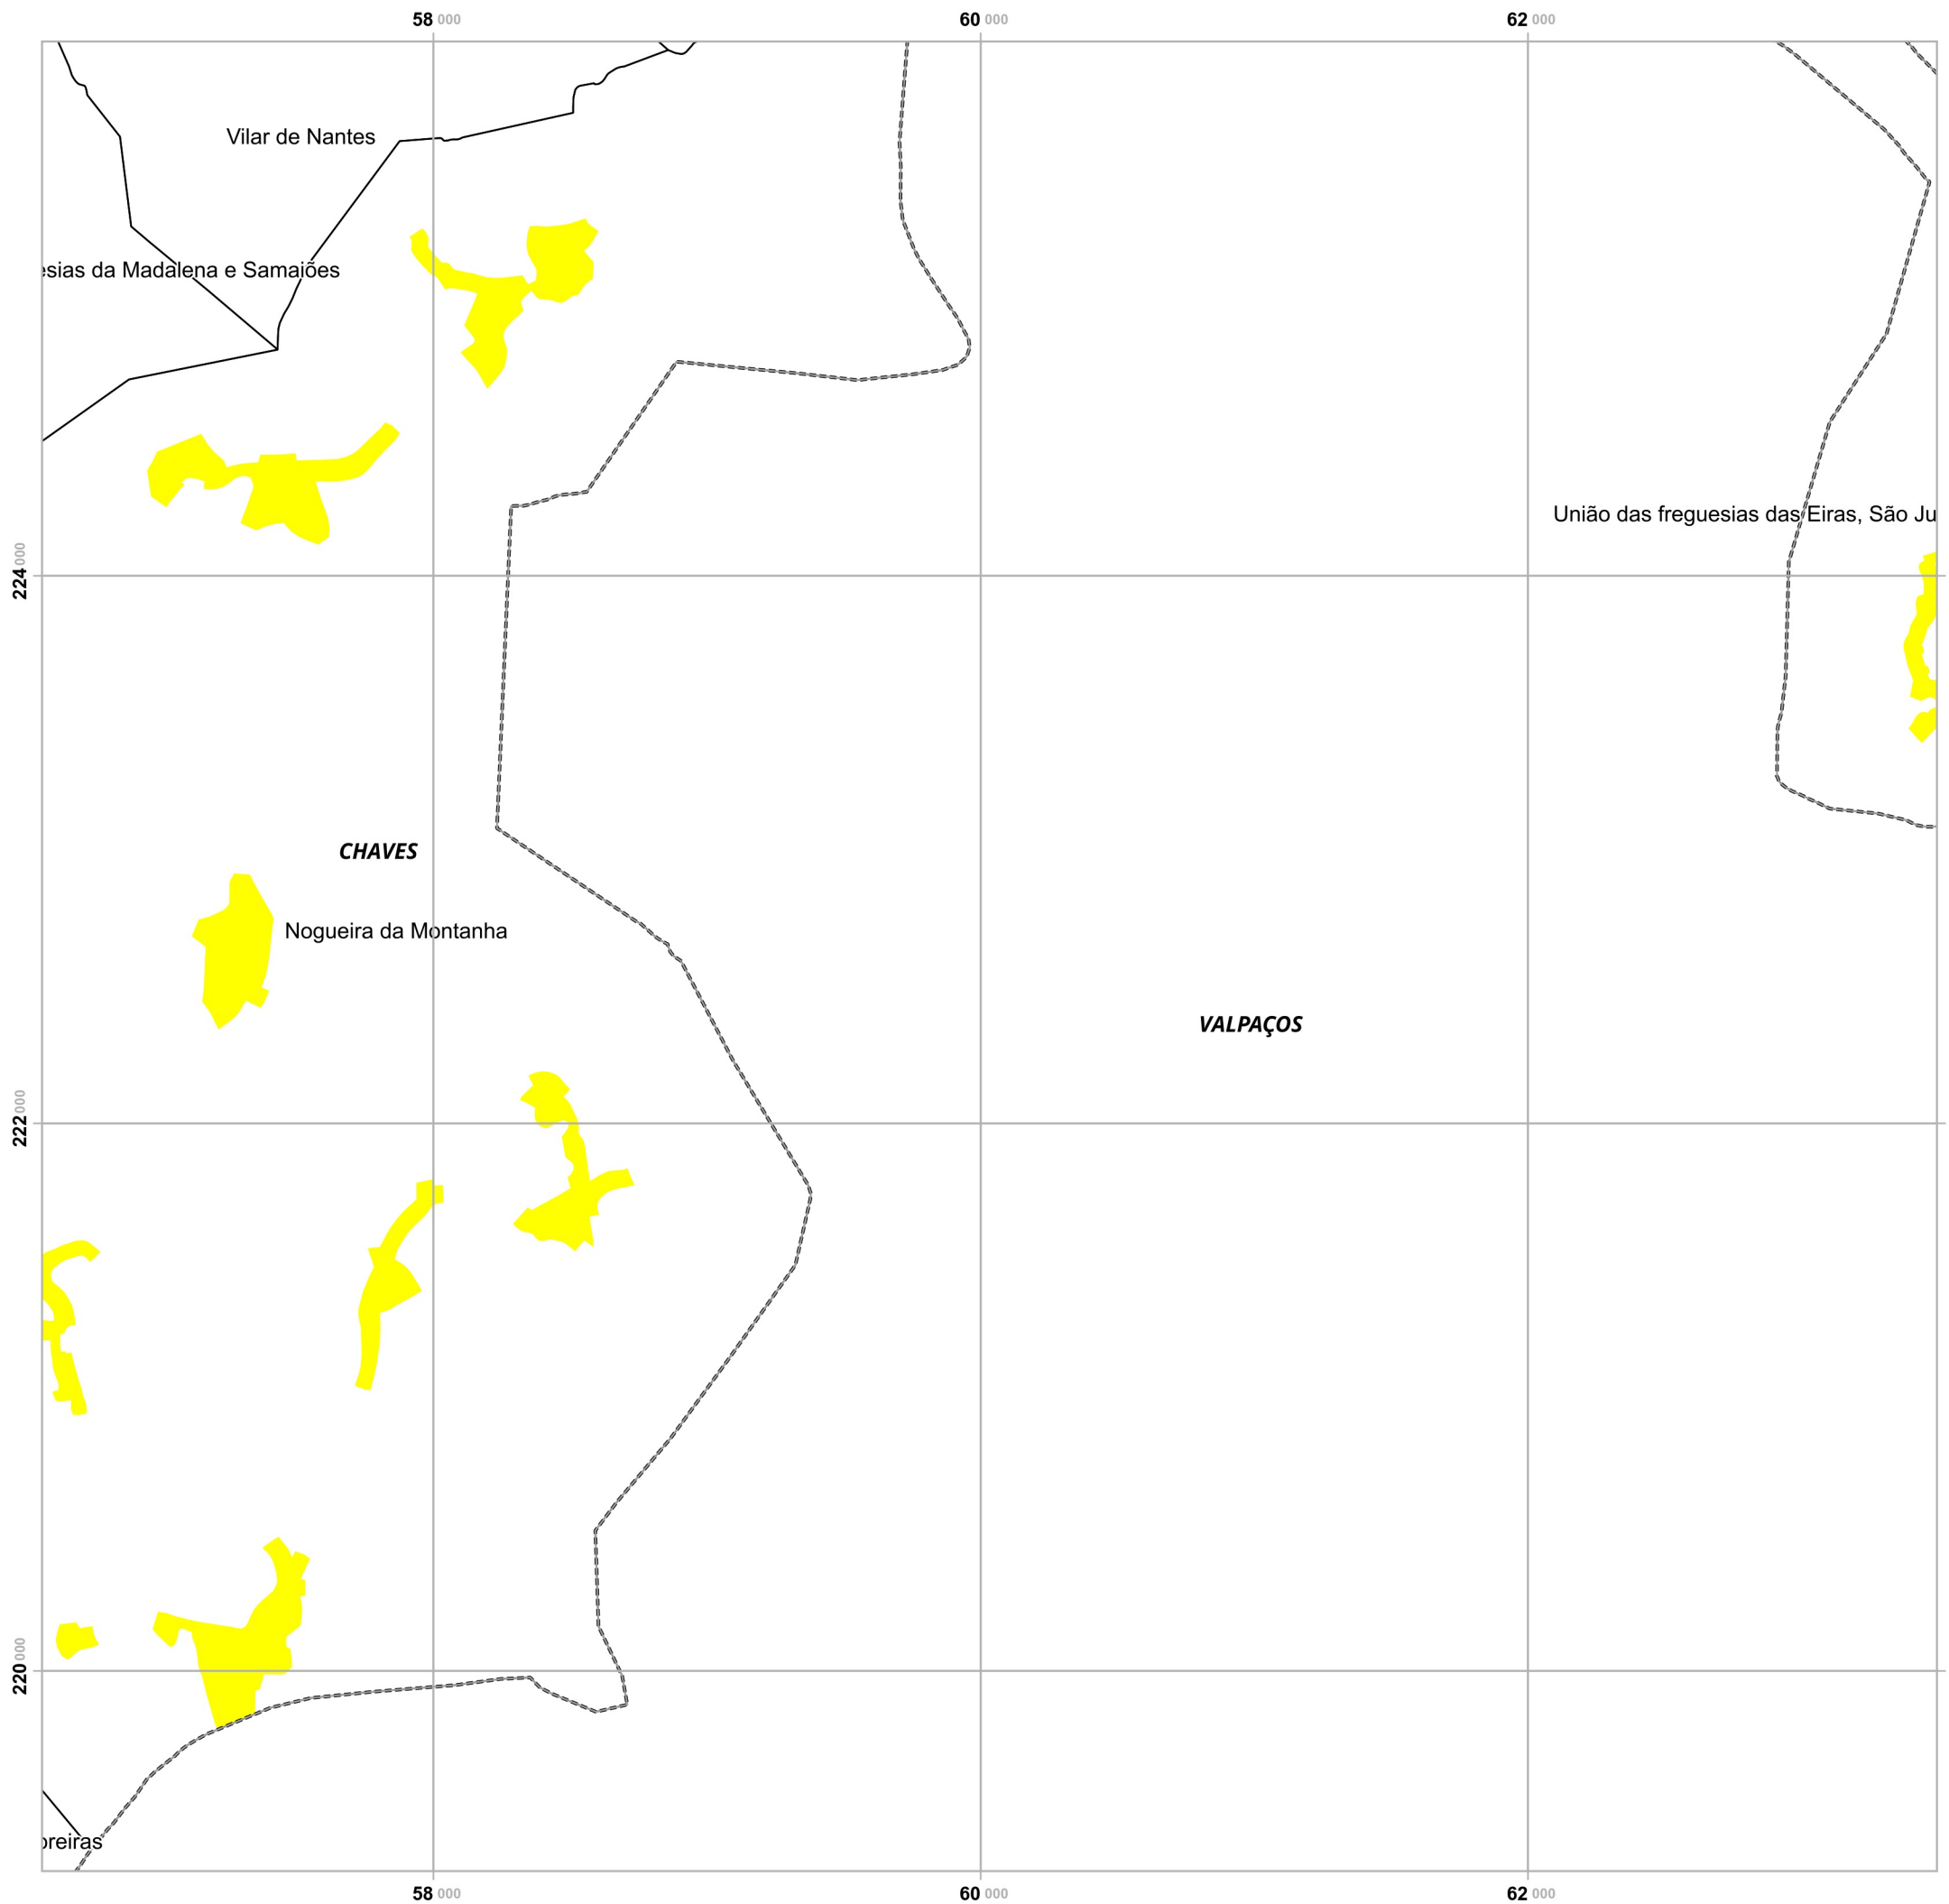 58 000 60 000 62 000
Vilar de Nantes
esias da Madalena e Samaiões
União das freguesias das Eiras, São Ju
224 000
CHAVES
Nogueira da Montanha
VALPAÇOS
222 000
220 000
oreiras
58 000 60 000 62 000